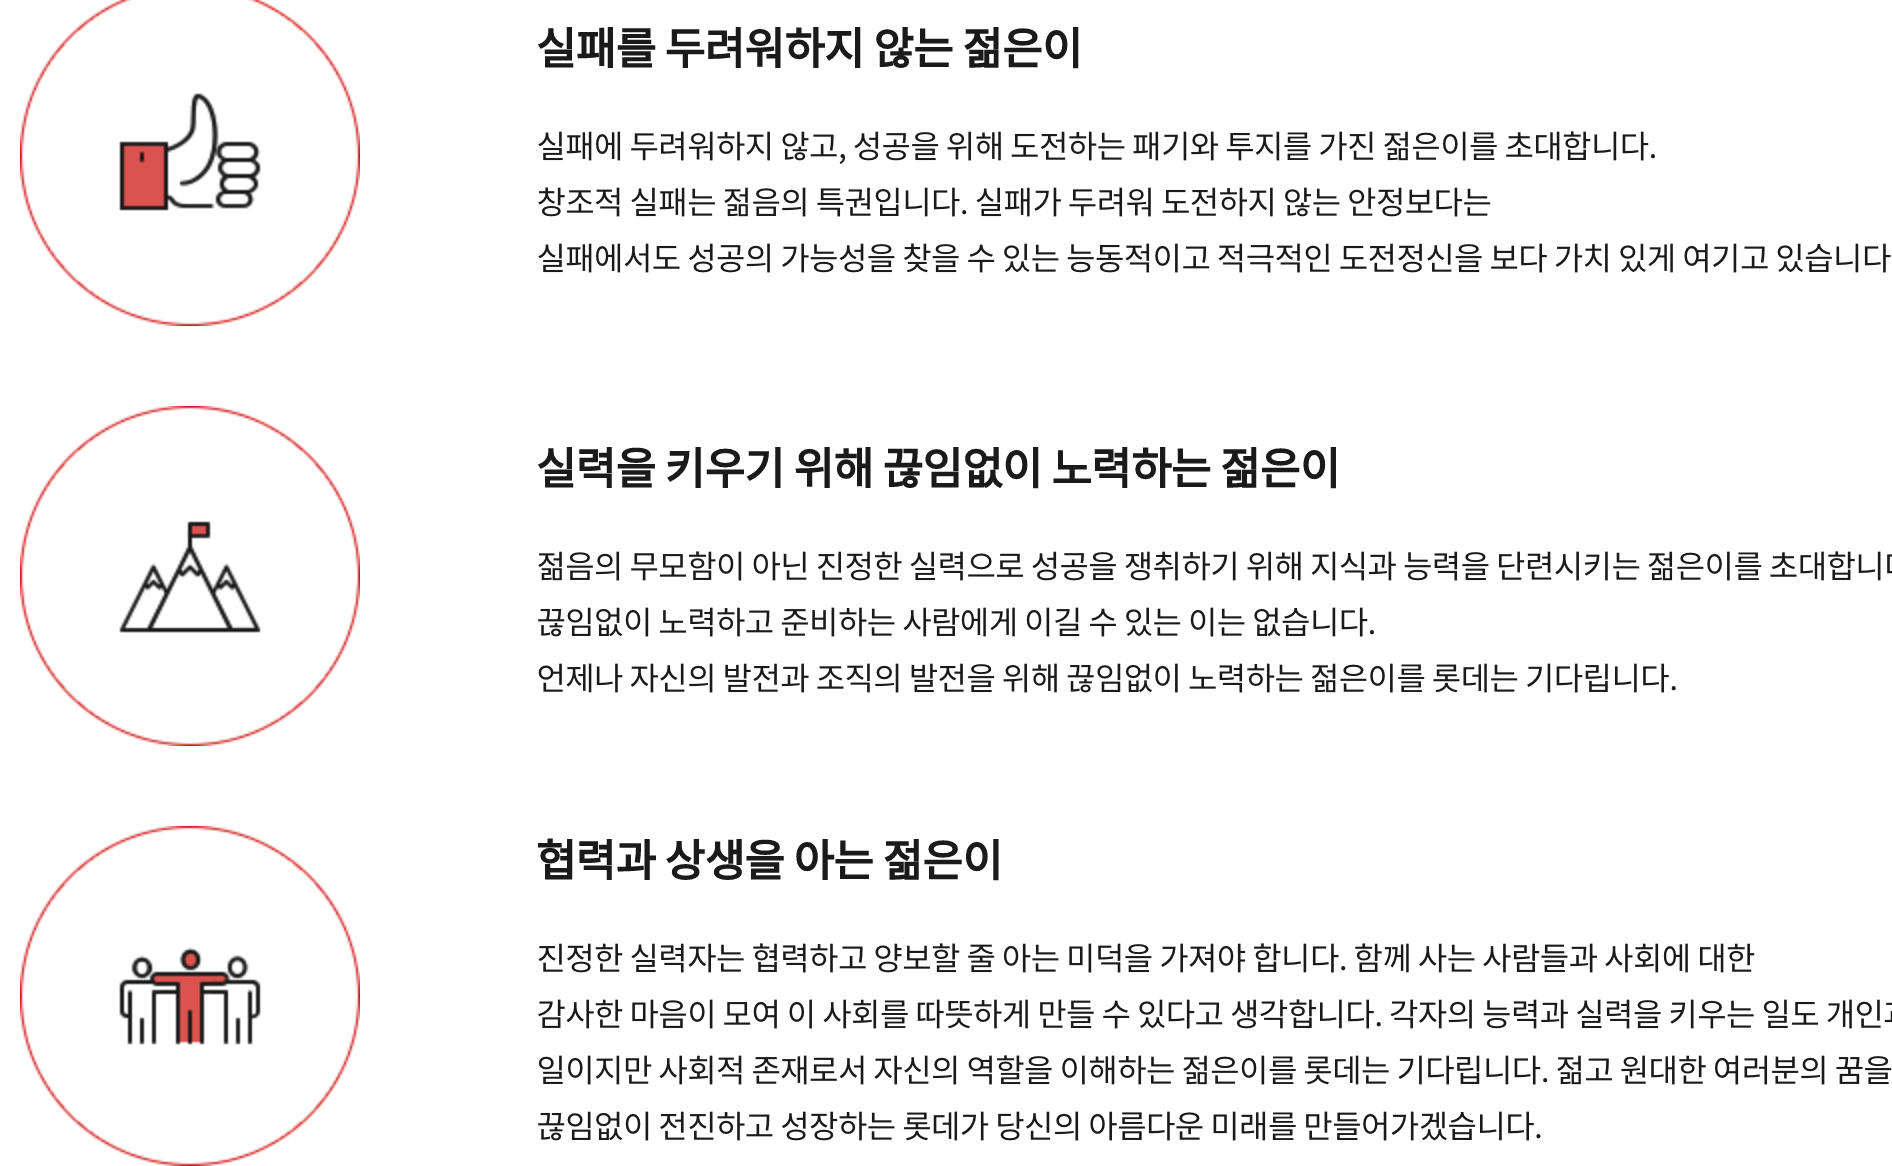 실패를 두려워하지 않는 젊은이
실패에 두려워하지 않고, 성공을 위해 도전하는 패기와 투지를 가진 젊은이를 초대합니다.
창조적 실패는 젊음의 특권입니다. 실패가 두려워 도전하지 않는 안정보다는
실패에서도 성공의 가능성을 찾을 수 있는 능동적이고 적극적인 도전정신을 보다 가치 있게 여기고 있습니다
실력을 키우기 위해 끊임없이 노력하는 젊은이
젊음의 무모함이 아닌 진정한 실력으로 성공을 쟁취하기 위해 지식과 능력을 단련시키는 젊은이를 초대합니다
끊임없이 노력하고 준비하는 사람에게 이길 수 있는 이는 없습니다.
언제나 자신의 발전과 조직의 발전을 위해 끊임없이 노력하는 젊은이를 롯데는 기다립니다.
협력과 상생을 아는 젊은이
진정한 실력자는 협력하고 양보할 줄 아는 미덕을 가져야 합니다. 함께 사는 사람들과 사회에 대한
감사한 마음이 모여 이 사회를 따뜻하게 만들 수 있다고 생각합니다. 각자의 능력과 실력을 키우는 일도 개인
일이지만 사회적 존재로서 자신의 역할을 이해하는 젊은이를 롯데는 기다립니다. 젊고 원대한 여러분의 꿈을
끊임없이 전진하고 성장하는 롯데가 당신의 아름다운 미래를 만들어가겠습니다.